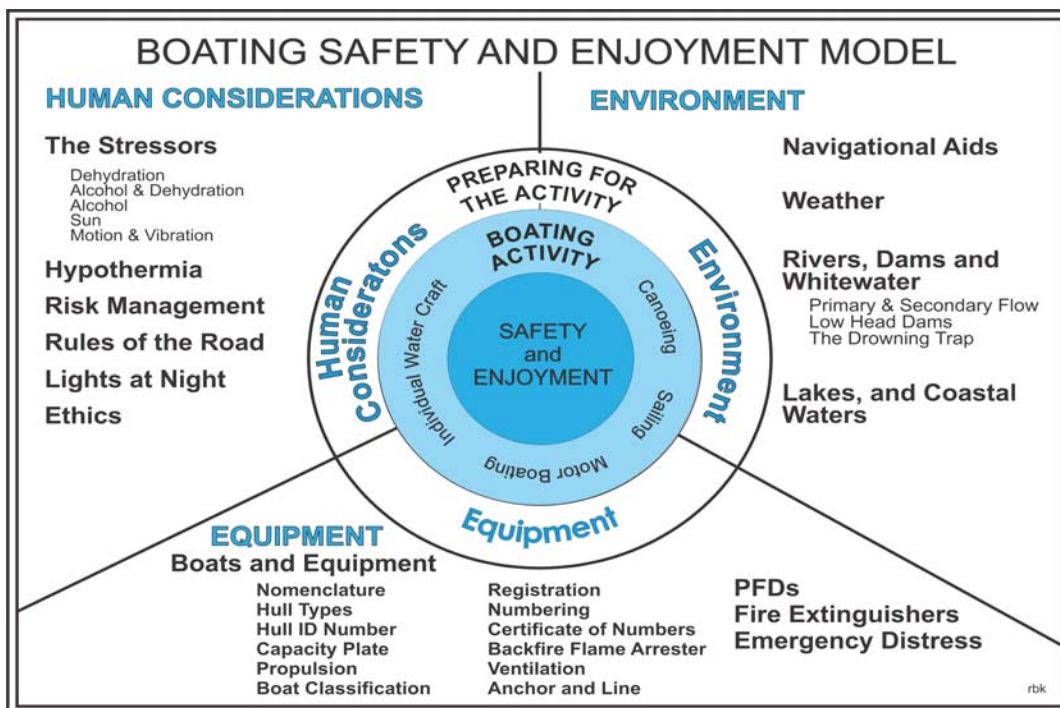 BOATING SAFETY AND ENJOYMENT MODEL
HUMAN CONSIDERATIONS
The Stressors
Dehydration
Alcohol & Dehydration
Alcohol
Sun
Motion & Vibration
Hypothermia
Risk Management
Rules of the Road
Lights at Night
Ethics
ENVIRONMENT
Navigational Aids
Weather
Rivers, Dams and
Whitewater
Primary & Secondary Flow
Low Head Dams
The Drowning Trap
Lakes, and Coastal
Waters
PREPARING FOR
THE ACTIVITY
Human
Consideratons
Environment
Equipment
BOATING
ACTIVITY
Individual Water Craft
Canoeing
Sailing
Motor Boating
SAFETY
and
ENJOYMENT
EQUIPMENT
Boats and Equipment
Nomenclature
Hull Types
Hull ID Number
Capacity Plate
Propulsion
Boat Classification
Registration
Numbering
Certificate of Numbers
Backfire Flame Arrester
Ventilation
Anchor and Line
PFDs
Fire Extinguishers
Emergency Distress
rbk